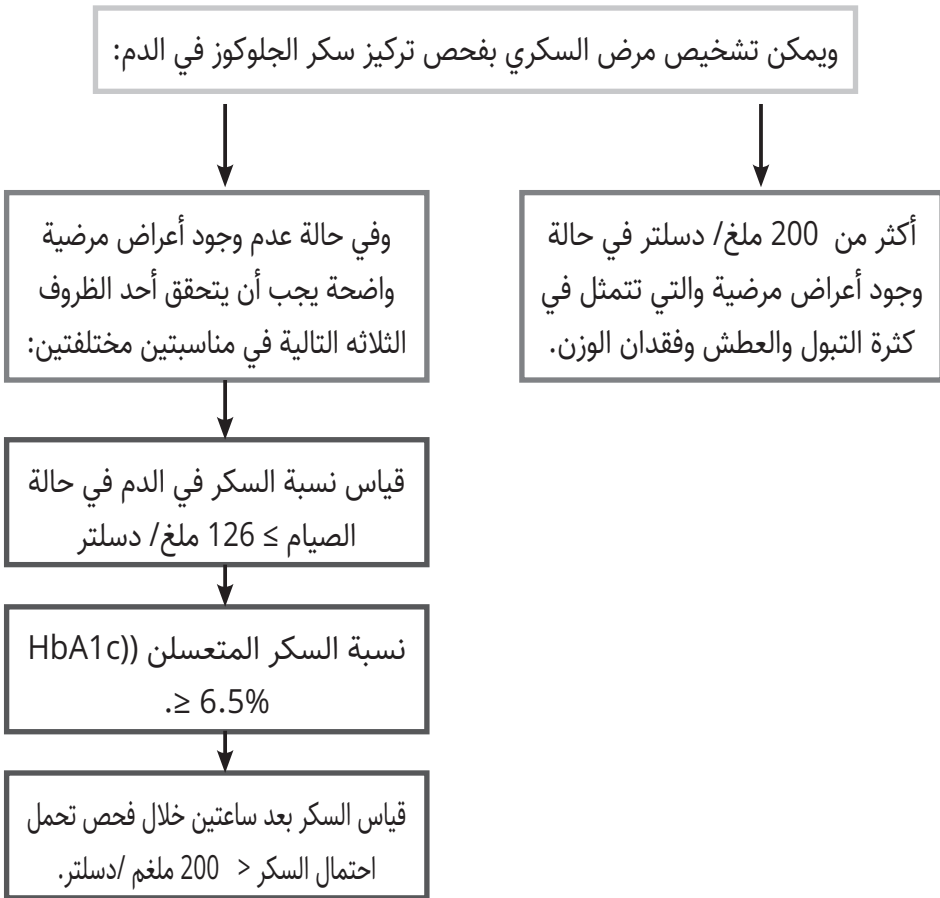 ويمكن تشخيص مرض السكري بفحص تركيز سكر الجلوكوز في الدم:
أكثر من 200 ملغ/ دسلتر في حالة
وجود أعراض مرضية والتي تتمثل في
كثرة التبول والعطش وفقدان الوزن.
وفي حالة عدم وجود أعراض مرضية
واضحة يجب أن يتحقق أحد الظروف
الثلاثه التالية في مناسبتين مختلفتين:
قياس نسبة السكر في الدم في حالة
الصيام ≥ 126 ملغ/ دسلتر
نسبة السكر المتعسلن ((HbA1c
.≥ 6.5%
قياس السكر بعد ساعتين خلال فحص تحمل
احتمال السكر < 200 ملغم /دسلتر.